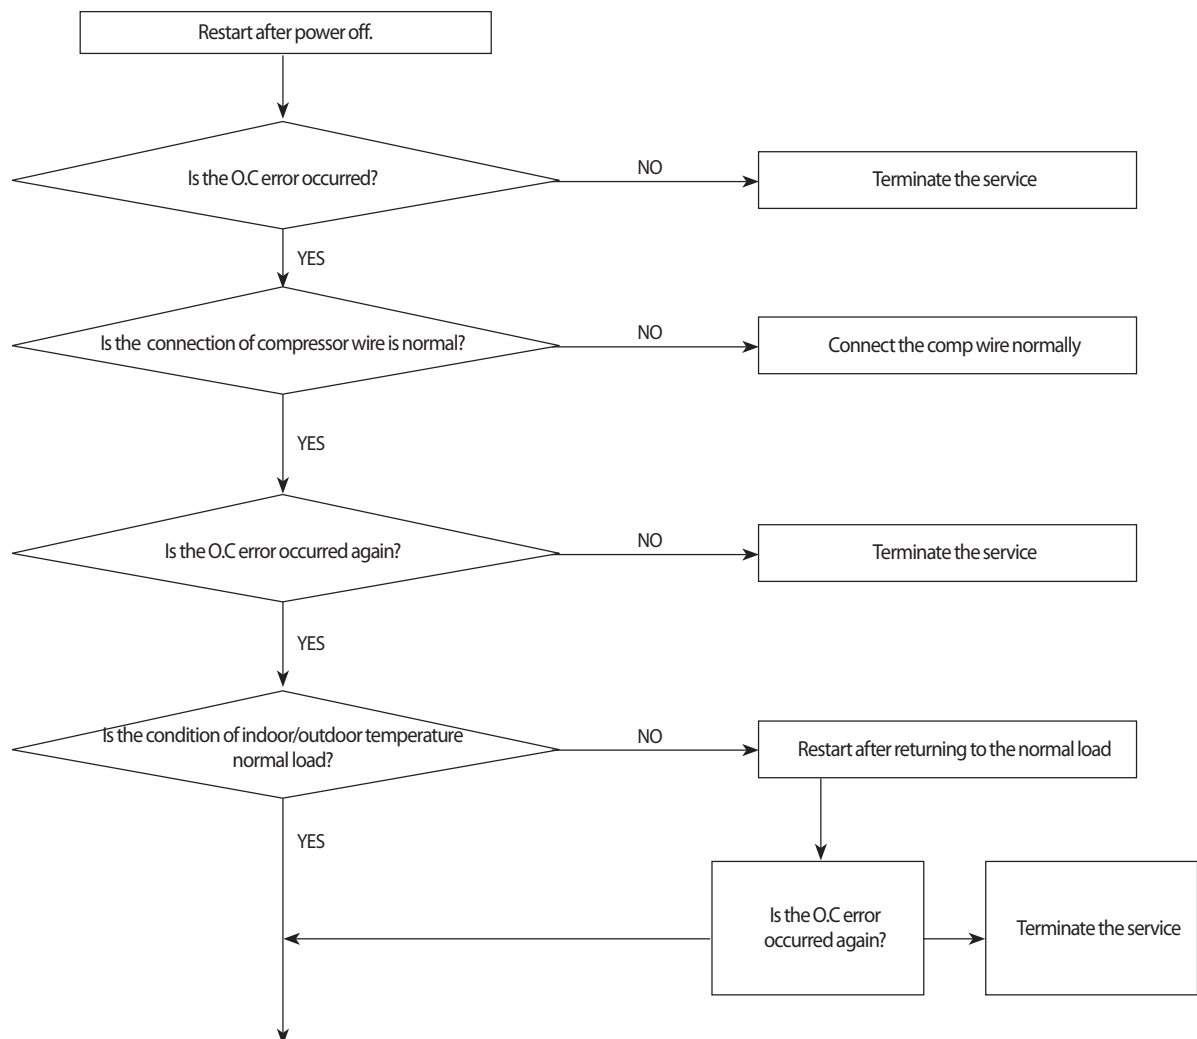 Restart after power off.
Is the O.C error occurred?
NO
Terminate the service
YES
Is the connection of compressor wire is normal?
NO
Connect the comp wire normally
YES
Is the O.C error occurred again?
NO
Terminate the service
YES
Is the condition of indoor/outdoor temperature
normal load?
NO
Restart after returning to the normal load
YES
Is the O.C error
occurred again?
Terminate the service